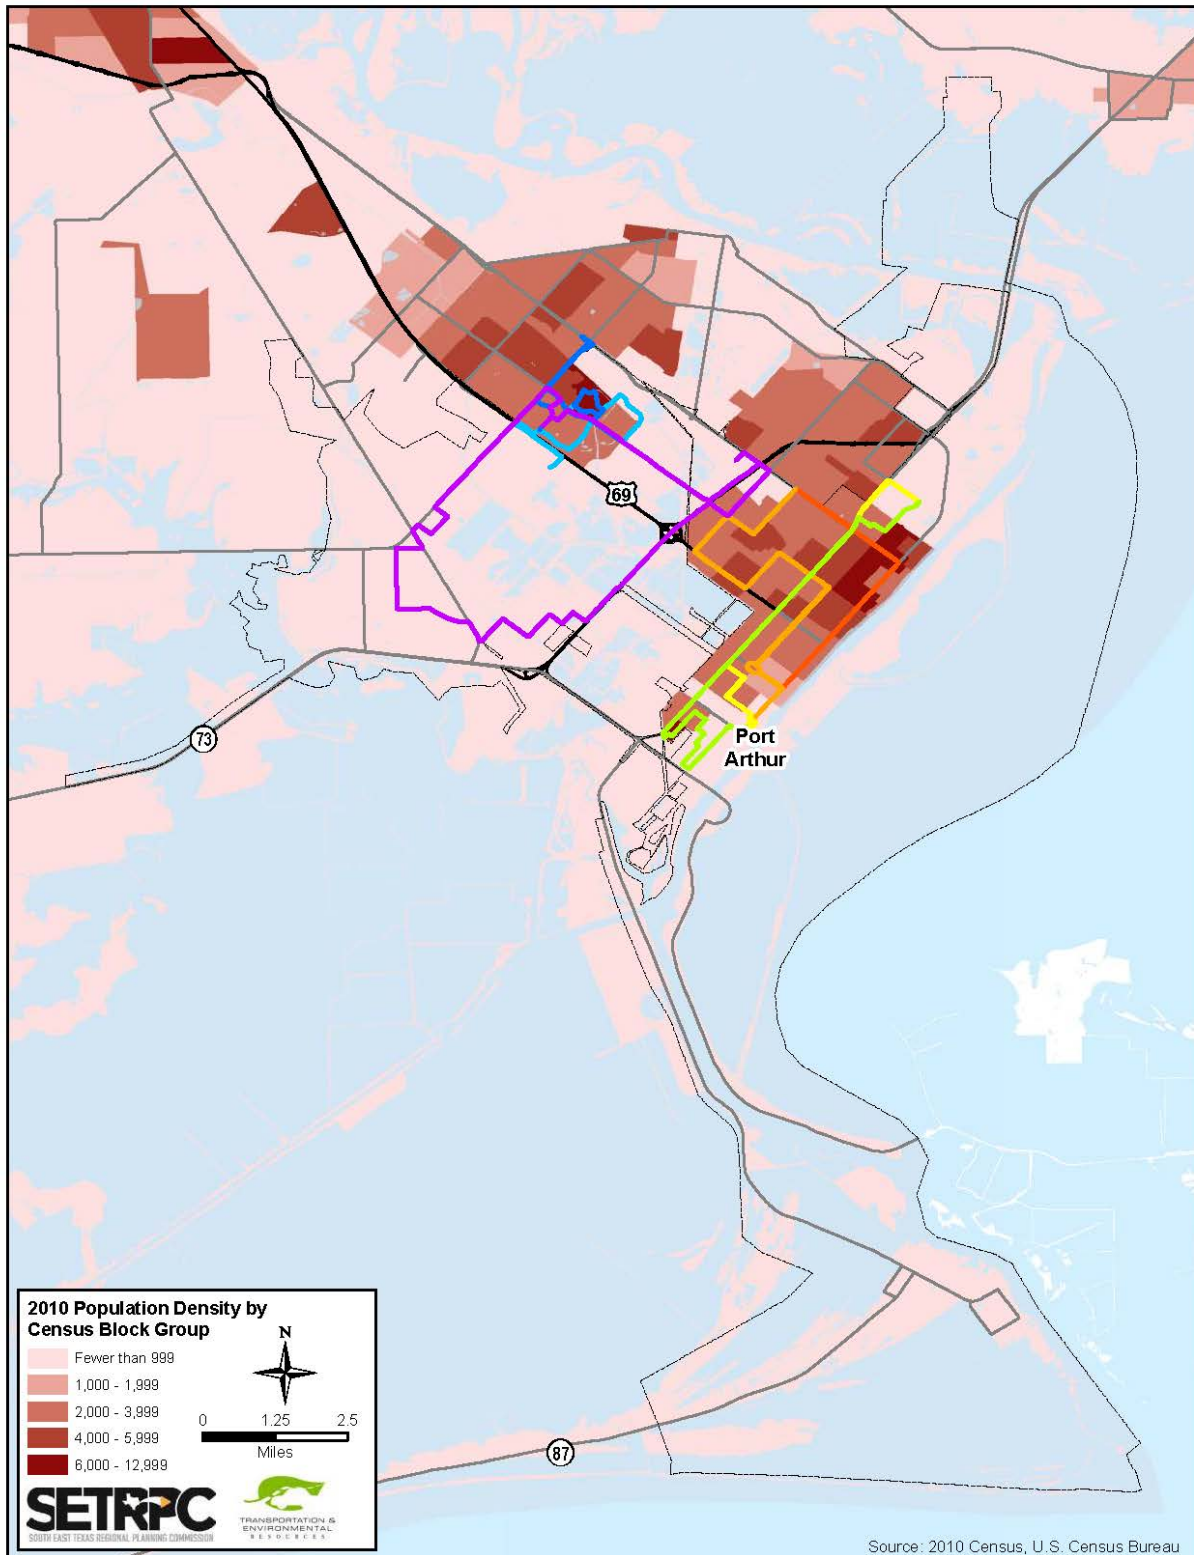 69
73
Port
Arthur
87
2010 Population Density by
Census Block Group
Fewer than 999
1,000 - 1,999
2,000 - 3,999
4,000 - 5,999
6,000 - 12,999
N
0 1.25 2.5
Miles
SETRPC
SOUTH EAST TEXAS REGIONAL PLANNING COMMISSION
TRANSPORTATION &
ENVIRONMENTAL
RESOURCES
Source: 2010 Census, U.S. Census Bureau